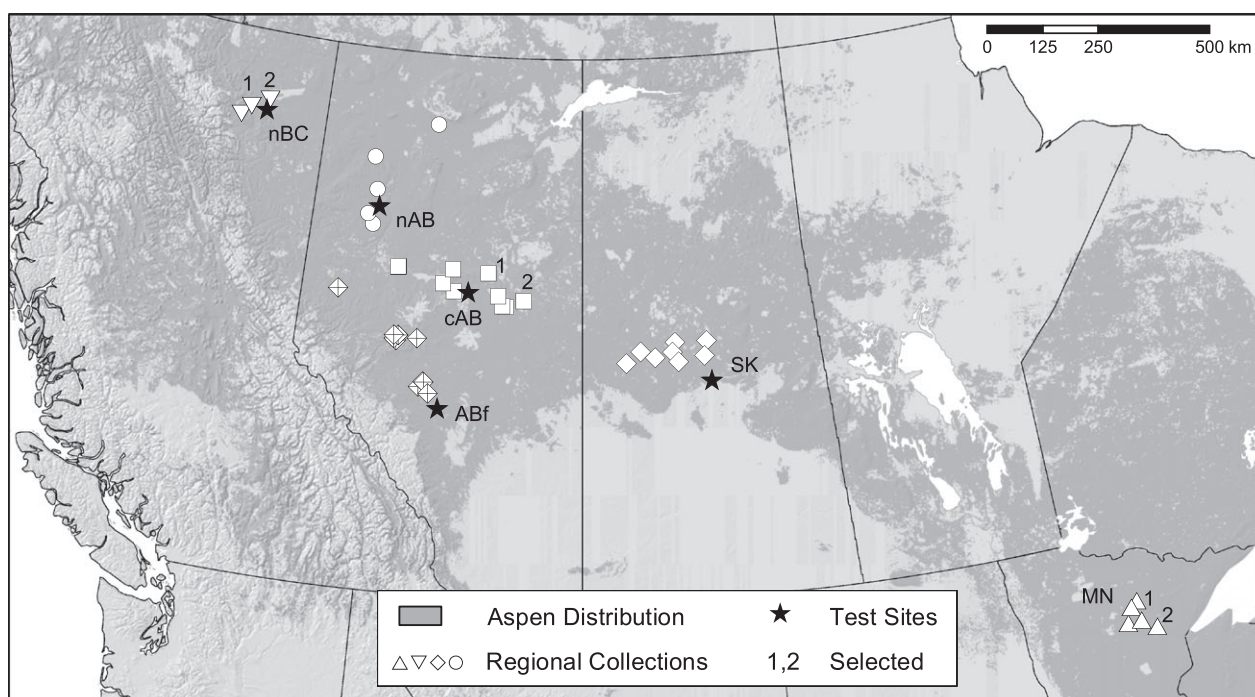 0 125 250 500 km
1 2
nBC
nAB
1
2
cAB
SK
ABf
MN 1
2
Aspen Distribution Test Sites
Regional Collections 1,2 Selected